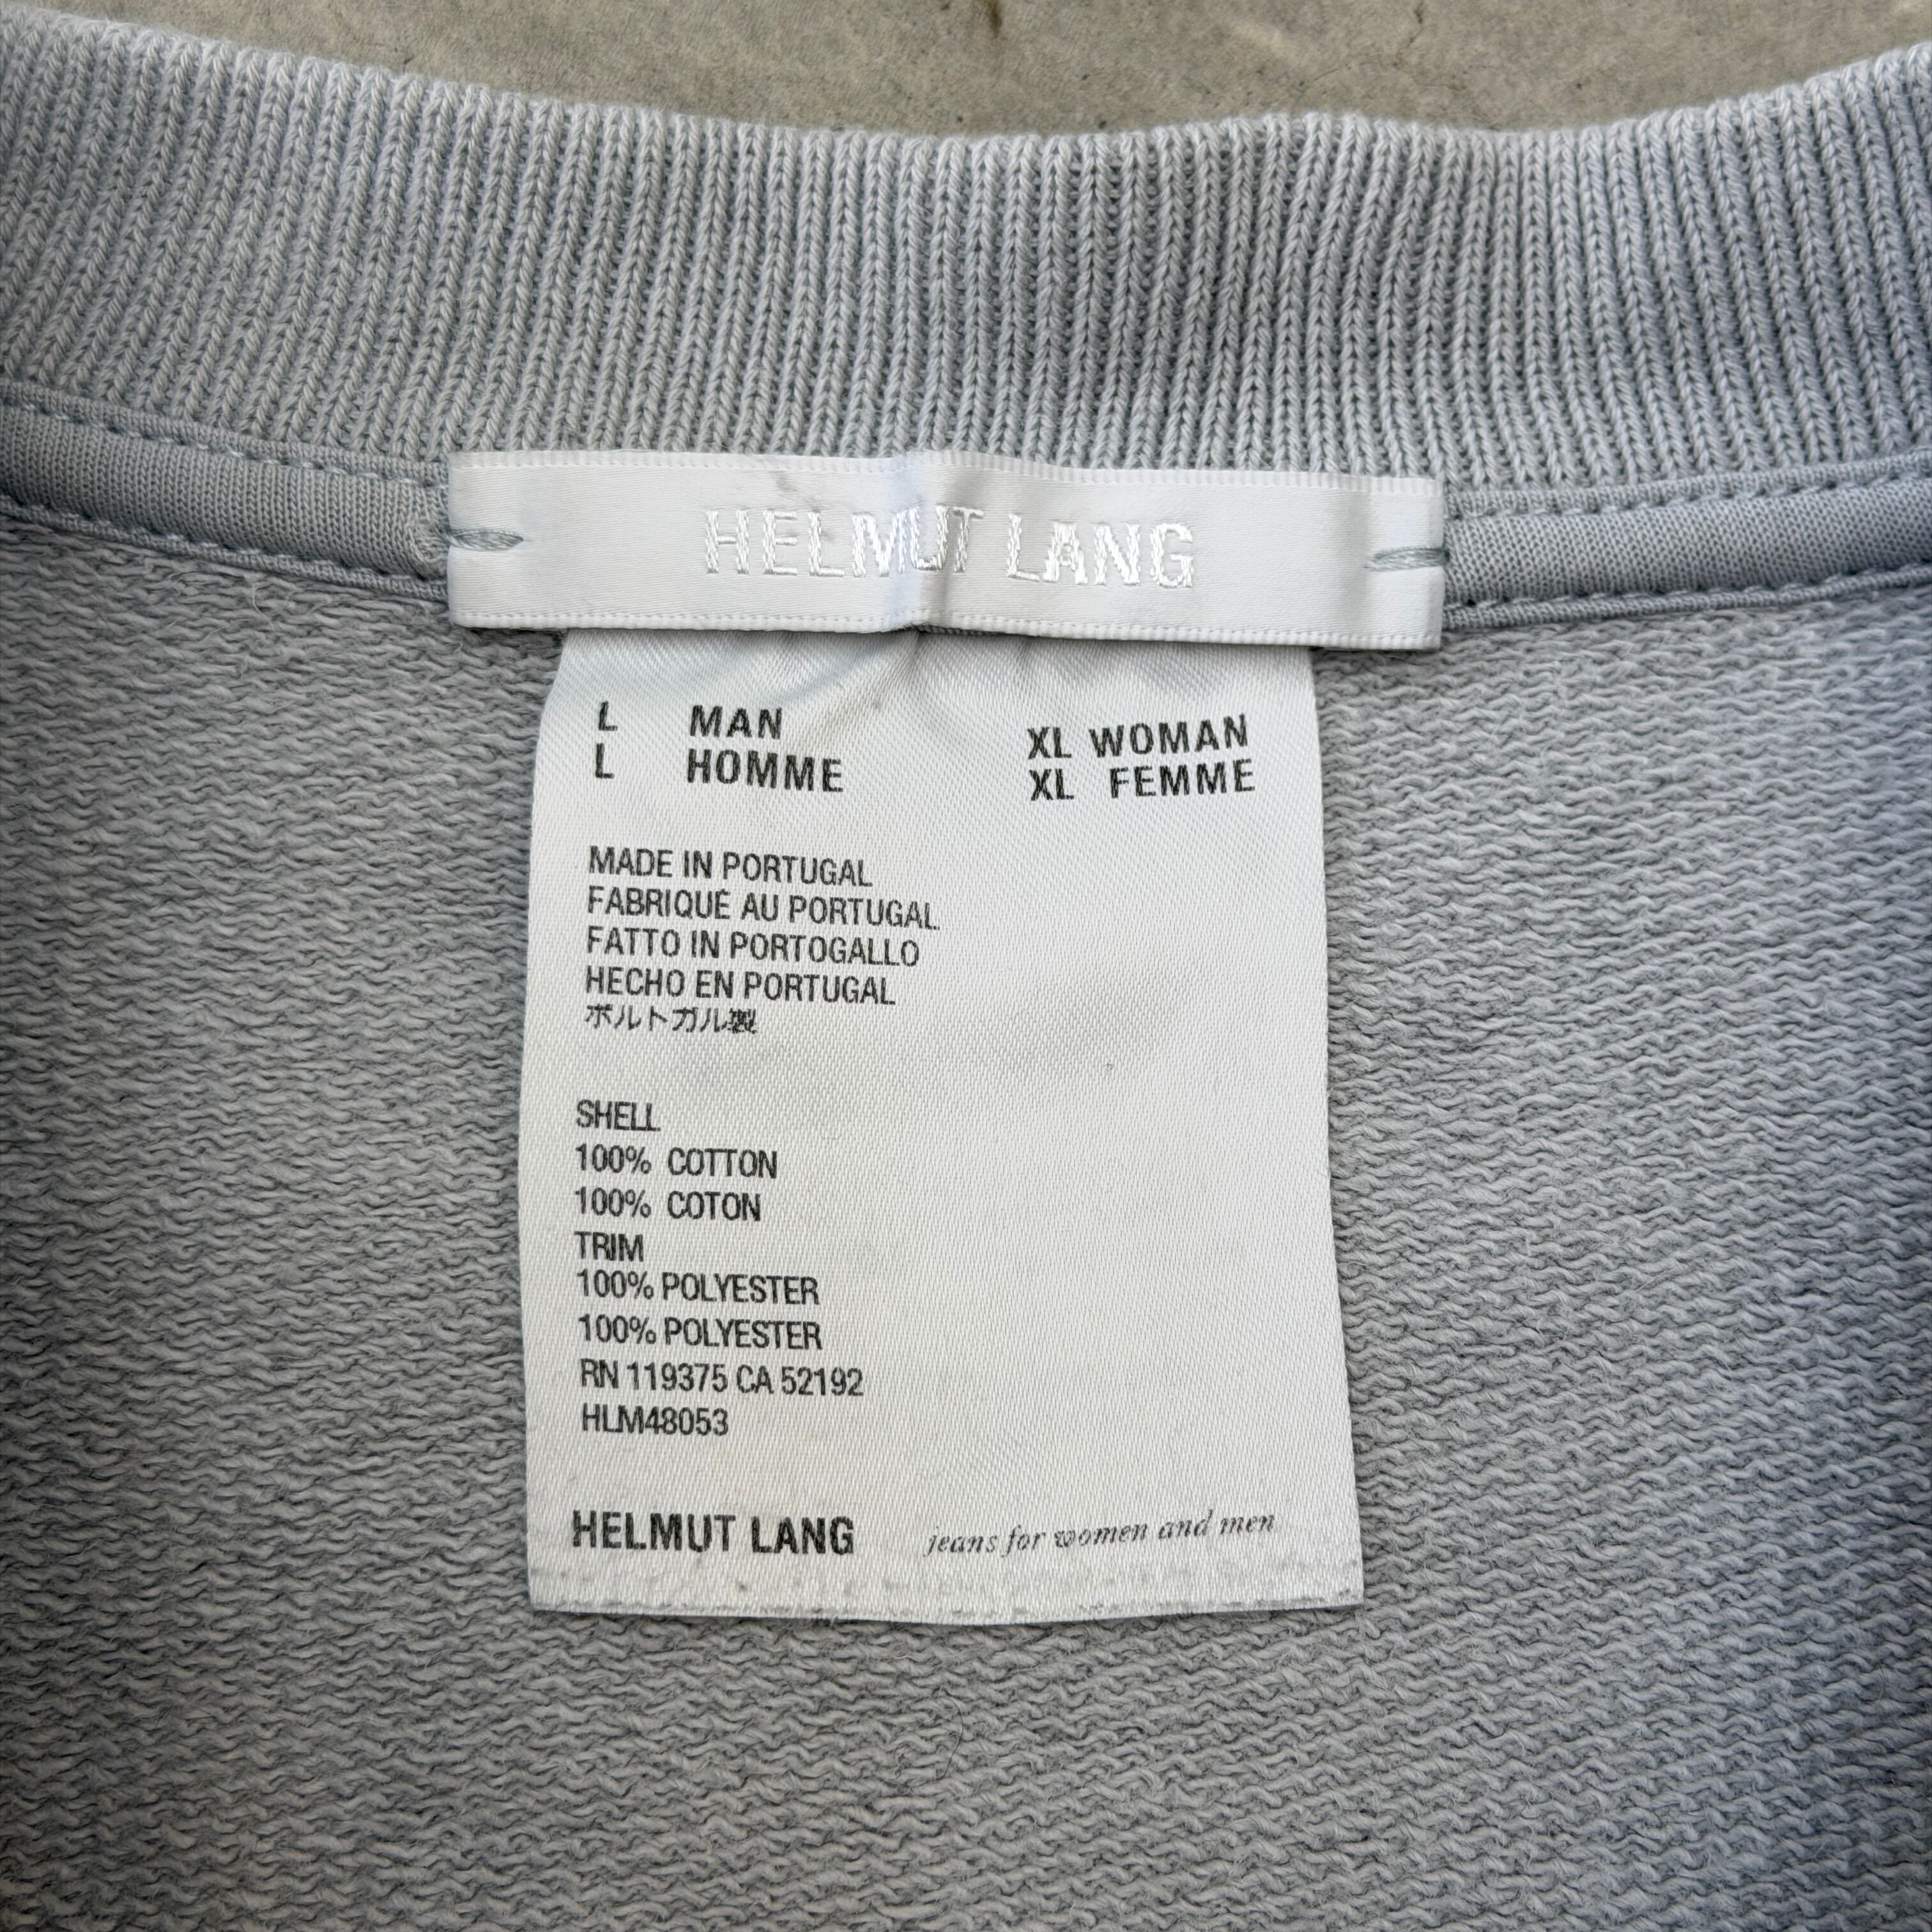 HELMUT LANG
L MAN XL WOMAN
L HOMME XL FEMME
MADE IN PORTUGAL
FABRIQUÉ AU PORTUGAL
FATTO IN PORTOGALLO
HECHO EN PORTUGAL
ポルトガル製
SHELL
100% COTTON
100% COTON
TRIM
100% POLYESTER
100% POLYESTER
RN 119375 CA 52192
HLM48053
HELMUT LANG jeans for women and men